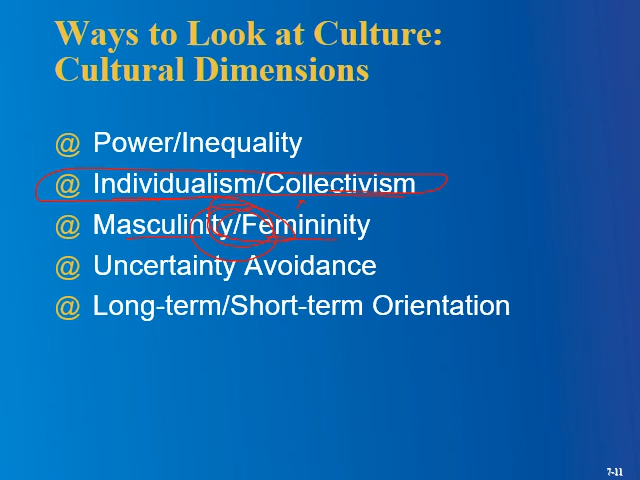 Ways to Look at Culture:
Cultural Dimensions
@ Power/Inequality
@ Individualism/Collectivism
@ Masculinity/Femininity
@ Uncertainty Avoidance
@ Long-term/Short-term Orientation
7-11